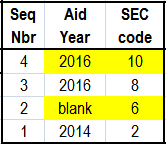 Seq Aid SEC
Nbr Year code
4 2016 10
3 2016 8
2 blank 6
1 2014 2